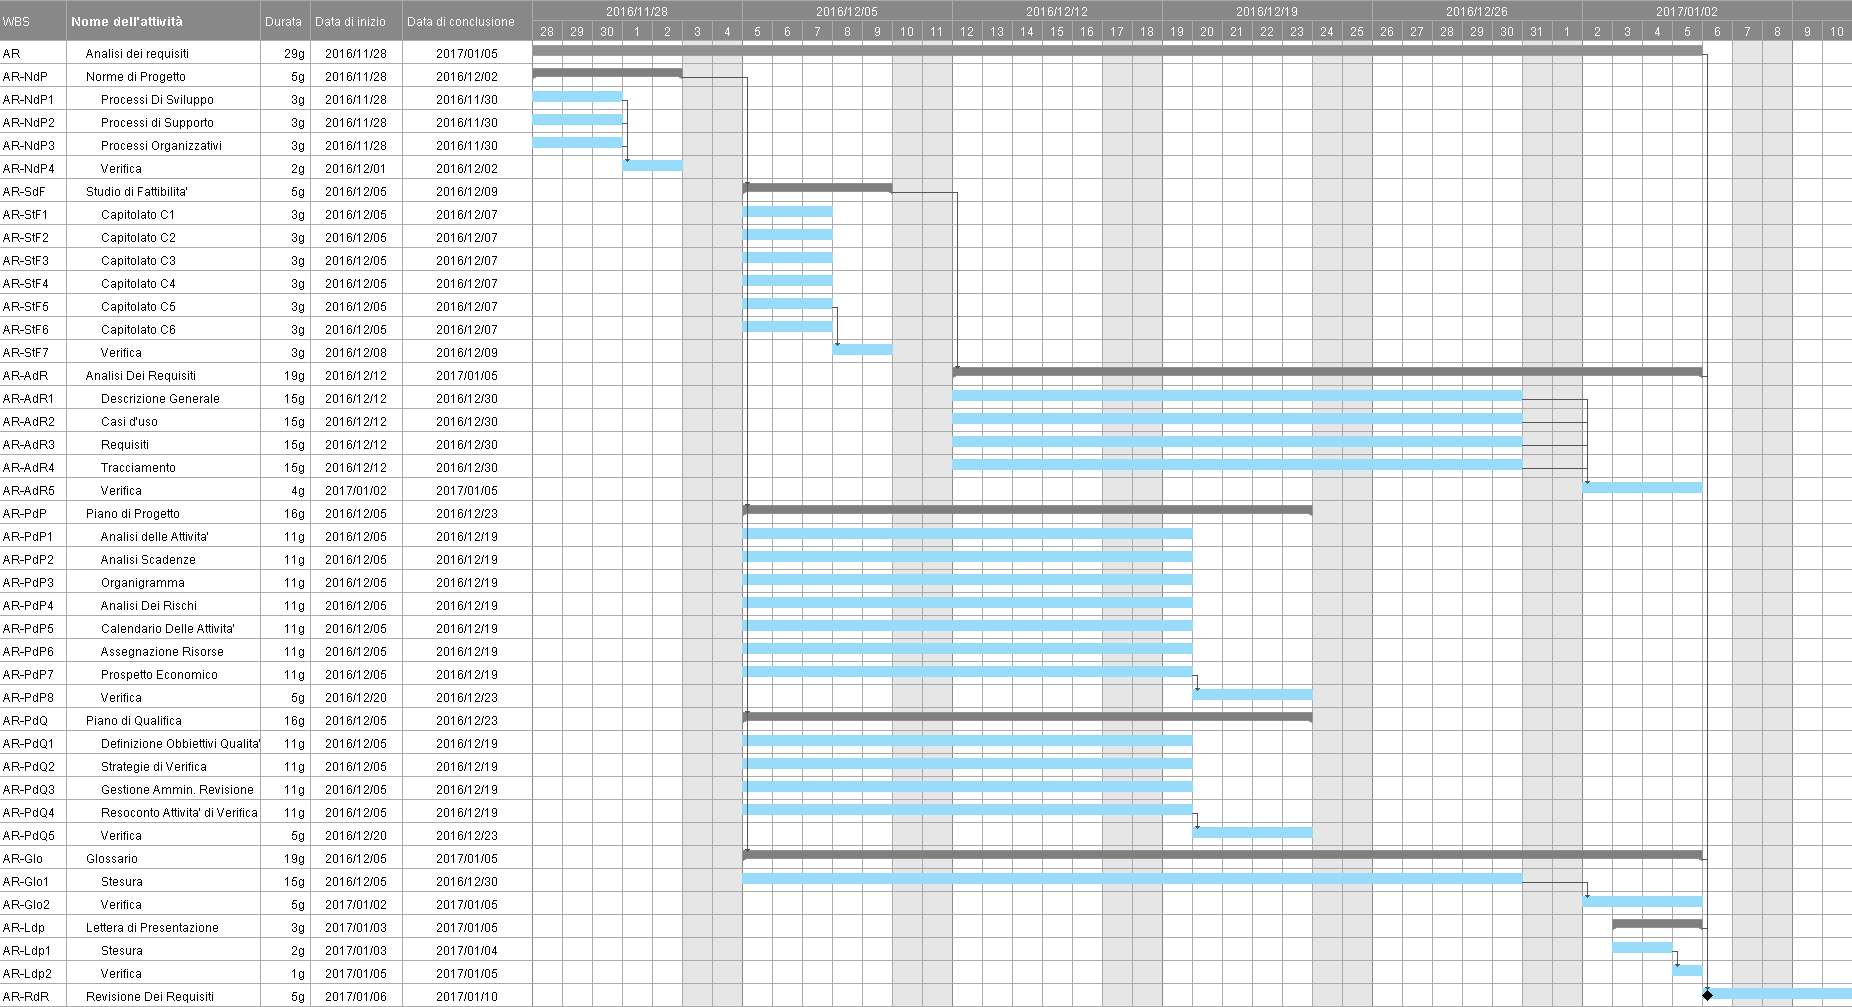 WBS Nome dell'attività Durata Data di inizio Data di conclusione 2016/11/28 2016/12/05 2016/12/12 2016/12/19 2016/12/26 2017/01/02
28 29 30 1 2 3 4 5 6 7 8 9 10 11 12 13 14 15 16 17 18 19 20 21 22 23 24 25 26 27 28 29 30 31 1 2 3 4 5 6 7 8 9 10
AR Analisi dei requisiti 29g 2016/11/28 2017/01/05
AR-NdP Norme di Progetto 5g 2016/11/28 2016/12/02
AR-NdP1 Processi Di Sviluppo 3g 2016/11/28 2016/11/30
AR-NdP2 Processi di Supporto 3g 2016/11/28 2016/11/30
AR-NdP3 Processi Organizzativi 3g 2016/11/28 2016/11/30
AR-NdP4 Verifica 2g 2016/12/01 2016/12/02
AR-SdF Studio di Fattibilita' 5g 2016/12/05 2016/12/09
AR-StF1 Capitolato C1 3g 2016/12/05 2016/12/07
AR-StF2 Capitolato C2 3g 2016/12/05 2016/12/07
AR-StF3 Capitolato C3 3g 2016/12/05 2016/12/07
AR-StF4 Capitolato C4 3g 2016/12/05 2016/12/07
AR-StF5 Capitolato C5 3g 2016/12/05 2016/12/07
AR-StF6 Capitolato C6 3g 2016/12/05 2016/12/07
AR-StF7 Verifica 3g 2016/12/08 2016/12/09
AR-AdR Analisi Dei Requisiti 19g 2016/12/12 2017/01/05
AR-AdR1 Descrizione Generale 15g 2016/12/12 2016/12/30
AR-AdR2 Casi d'uso 15g 2016/12/12 2016/12/30
AR-AdR3 Requisiti 15g 2016/12/12 2016/12/30
AR-AdR4 Tracciamento 15g 2016/12/12 2016/12/30
AR-AdR5 Verifica 4g 2017/01/02 2017/01/05
AR-PdP Piano di Progetto 16g 2016/12/05 2016/12/23
AR-PdP1 Analisi delle Attivita' 11g 2016/12/05 2016/12/19
AR-PdP2 Analisi Scadenze 11g 2016/12/05 2016/12/19
AR-PdP3 Organigramma 11g 2016/12/05 2016/12/19
AR-PdP4 Analisi Dei Rischi 11g 2016/12/05 2016/12/19
AR-PdP5 Calendario Delle Attivita' 11g 2016/12/05 2016/12/19
AR-PdP6 Assegnazione Risorse 11g 2016/12/05 2016/12/19
AR-PdP7 Prospetto Economico 11g 2016/12/05 2016/12/19
AR-PdP8 Verifica 5g 2016/12/20 2016/12/23
AR-PdQ Piano di Qualifica 16g 2016/12/05 2016/12/23
AR-PdQ1 Definizione Obbiettivi Qualita' 11g 2016/12/05 2016/12/19
AR-PdQ2 Strategie di Verifica 11g 2016/12/05 2016/12/19
AR-PdQ3 Gestione Ammin. Revisione 11g 2016/12/05 2016/12/19
AR-PdQ4 Resoconto Attivita' di Verifica 11g 2016/12/05 2016/12/19
AR-PdQ5 Verifica 5g 2016/12/20 2016/12/23
AR-Glo Glossario 19g 2016/12/05 2017/01/05
AR-Glo1 Stesura 15g 2016/12/05 2016/12/30
AR-Glo2 Verifica 5g 2017/01/02 2017/01/05
AR-Ldp Lettera di Presentazione 3g 2017/01/03 2017/01/05
AR-Ldp1 Stesura 2g 2017/01/03 2017/01/04
AR-Ldp2 Verifica 1g 2017/01/05 2017/01/05
AR-RdR Revisione Dei Requisiti 5g 2017/01/06 2017/01/10